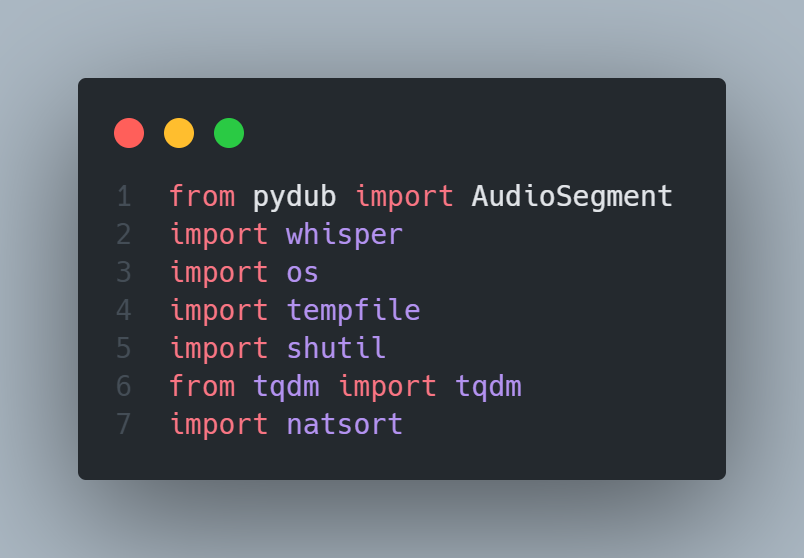 1 from pydub import AudioSegment
2 import whisper
3 import os
4 import tempfile
5 import shutil
6 from tqdm import tqdm
7 import natsort